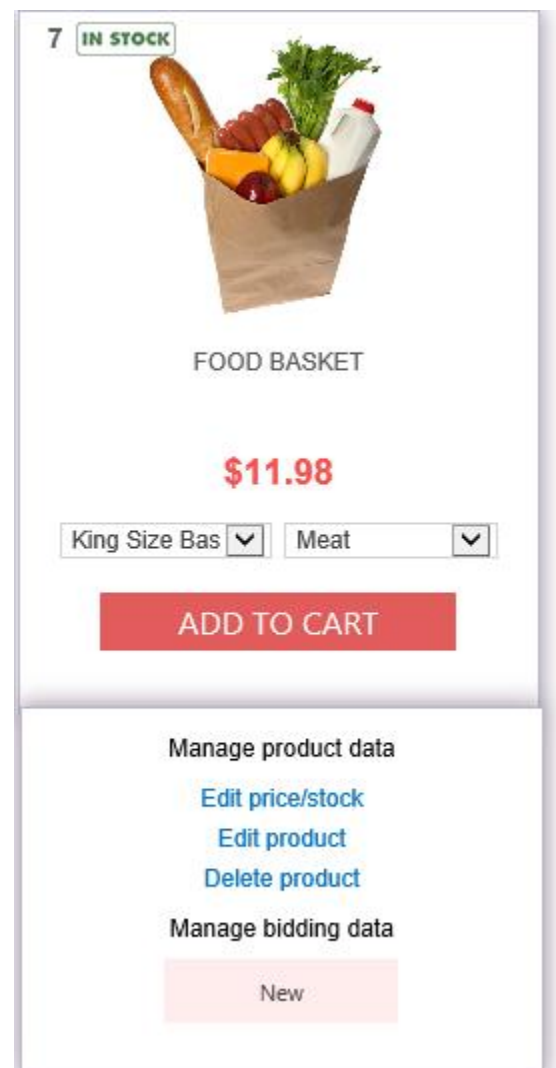 7 IN STOCK
FOOD BASKET
$11.98
King Size Bas Meat
ADD TO CART
Manage product data
Edit price/stock
Edit product
Delete product
Manage bidding data
New